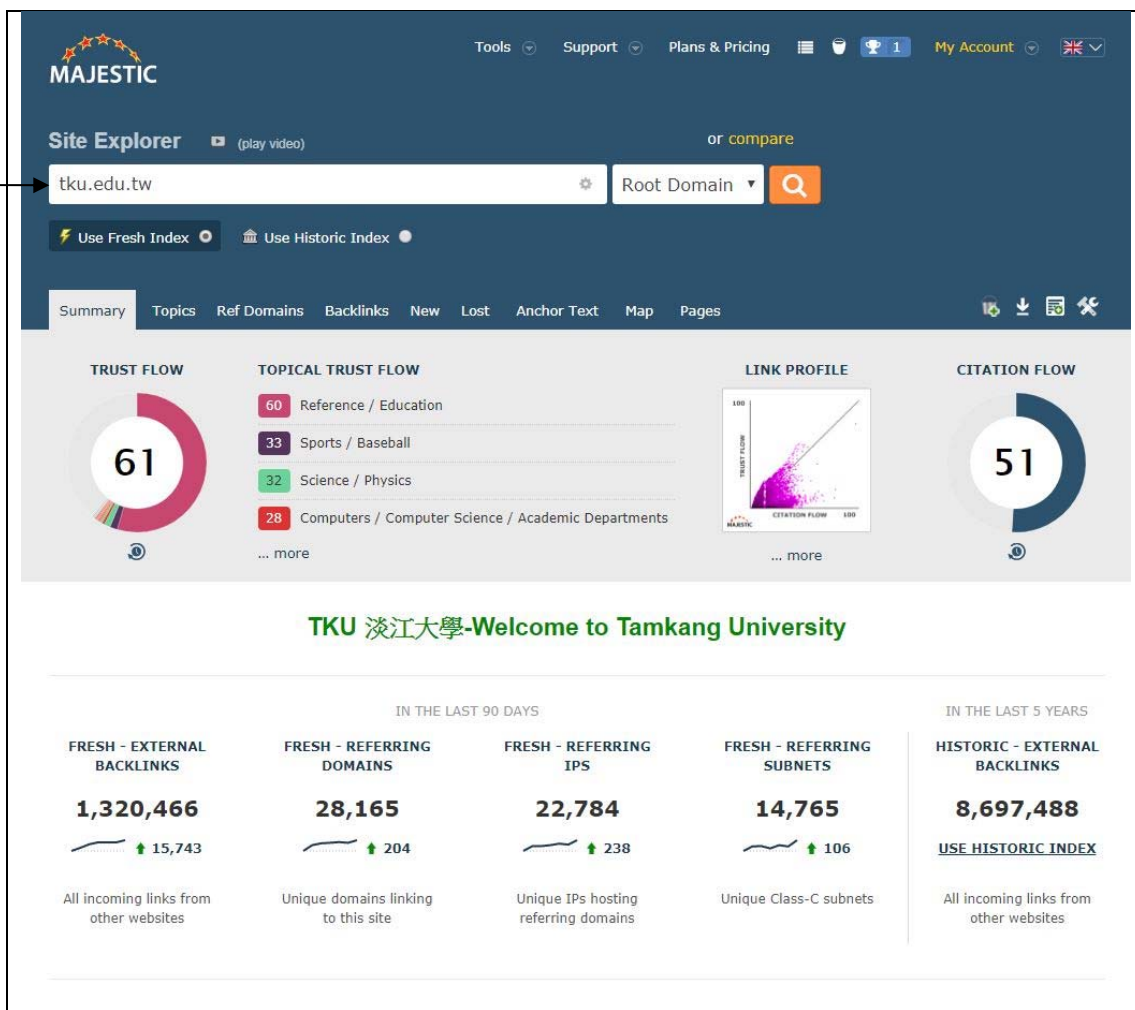 MAJESTIC
Tools Support Plans & Pricing 1 My Account
Site Explorer (play video) or compare
tku.edu.tw Root Domain
Use Fresh Index Use Historic Index
Summary Topics Ref Domains Backlinks New Lost Anchor Text Map Pages
TRUST FLOW
61
TOPICAL TRUST FLOW
60 Reference / Education
33 Sports / Baseball
32 Science / Physics
28 Computers / Computer Science / Academic Departments
... more
LINK PROFILE
100
TRUST FLOW
CITATION FLOW 100
MAJESTIC
... more
CITATION FLOW
51
TKU 淡江大學-Welcome to Tamkang University
IN THE LAST 90 DAYS
FRESH - EXTERNAL
BACKLINKS
1,320,466
15,743
All incoming links from
other websites
FRESH - REFERRING
DOMAINS
28,165
204
Unique domains linking
to this site
FRESH - REFERRING
IPS
22,784
238
Unique IPs hosting
referring domains
FRESH - REFERRING
SUBNETS
14,765
106
Unique Class-C subnets
IN THE LAST 5 YEARS
HISTORIC - EXTERNAL
BACKLINKS
8,697,488
USE HISTORIC INDEX
All incoming links from
other websites